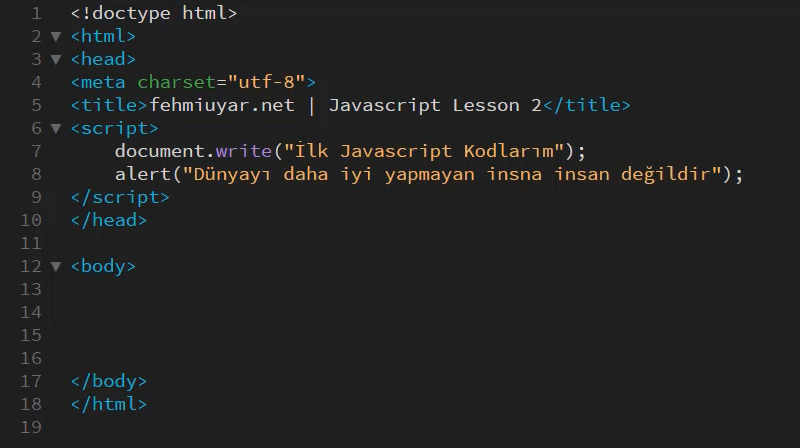 1 <!doctype html>
2 <html>
3 <head>
4 <meta charset="utf-8">
5 <title>fehmiuyar.net | Javascript Lesson 2</title>
6 <script>
7 document.write("İlk Javascript Kodlarım");
8 alert("Dünyayı daha iyi yapmayan insna insan değildir");
9 </script>
10 </head>
11
12 <body>
13
14
15
16
17 </body>
18 </html>
19